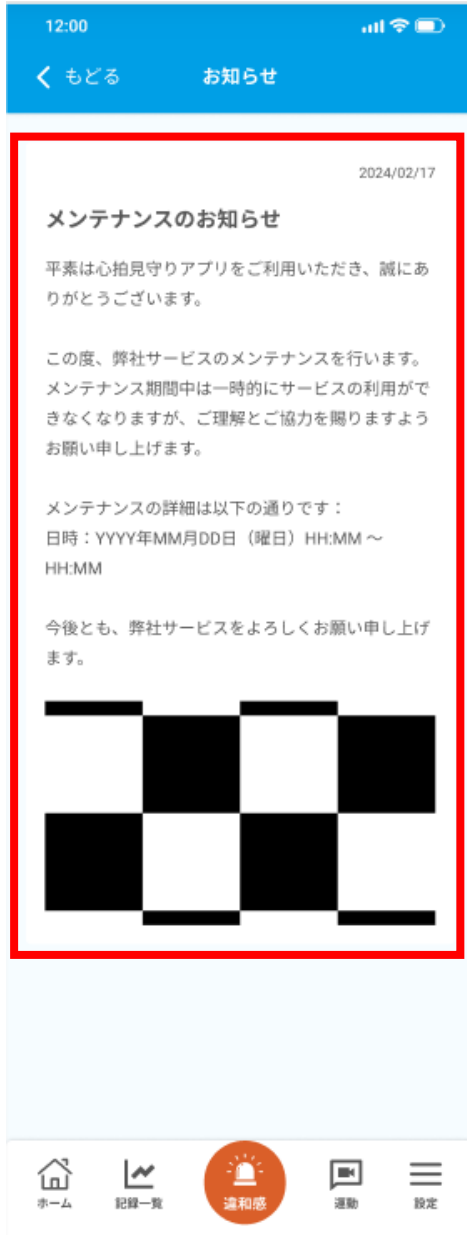 12:00
もどる
お知らせ
2024/02/17
メンテナンスのお知らせ
平素は心拍見守りアプリをご利用いただき、誠にあ
りがとうございます。
この度、弊社サービスのメンテナンスを行います。
メンテナンス期間中は一時的にサービスの利用がで
きなくなりますが、ご理解とご協力を賜りますよう
お願い申し上げます。
メンテナンスの詳細は以下の通りです：
日時：YYYY年MM月DD日（曜日）HH:MM ～
HH:MM
今後とも、弊社サービスをよろしくお願い申し上げ
ます。
ホーム
記録一覧
違和感
運動
設定